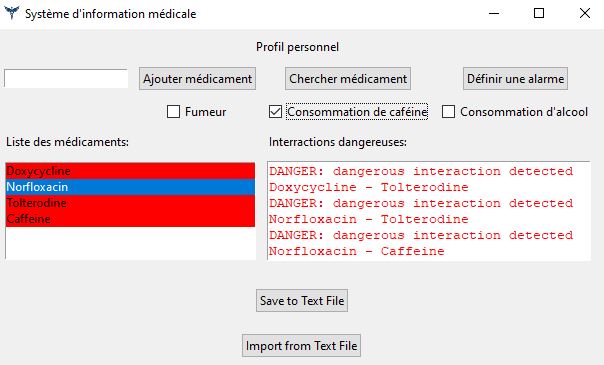 Système d'information médicale
Profil personnel
Ajouter médicament Chercher médicament Définir une alarme
Fumeur Consommation de caféine Consommation d'alcool
Liste des médicaments: Interractions dangereuses:
Doxycycline
Norfloxacin
Tolterodine
Caffeine
DANGER: dangerous interaction detected
Doxycycline - Tolterodine
DANGER: dangerous interaction detected
Norfloxacin - Tolterodine
DANGER: dangerous interaction detected
Norfloxacin - Caffeine
Save to Text File
Import from Text File